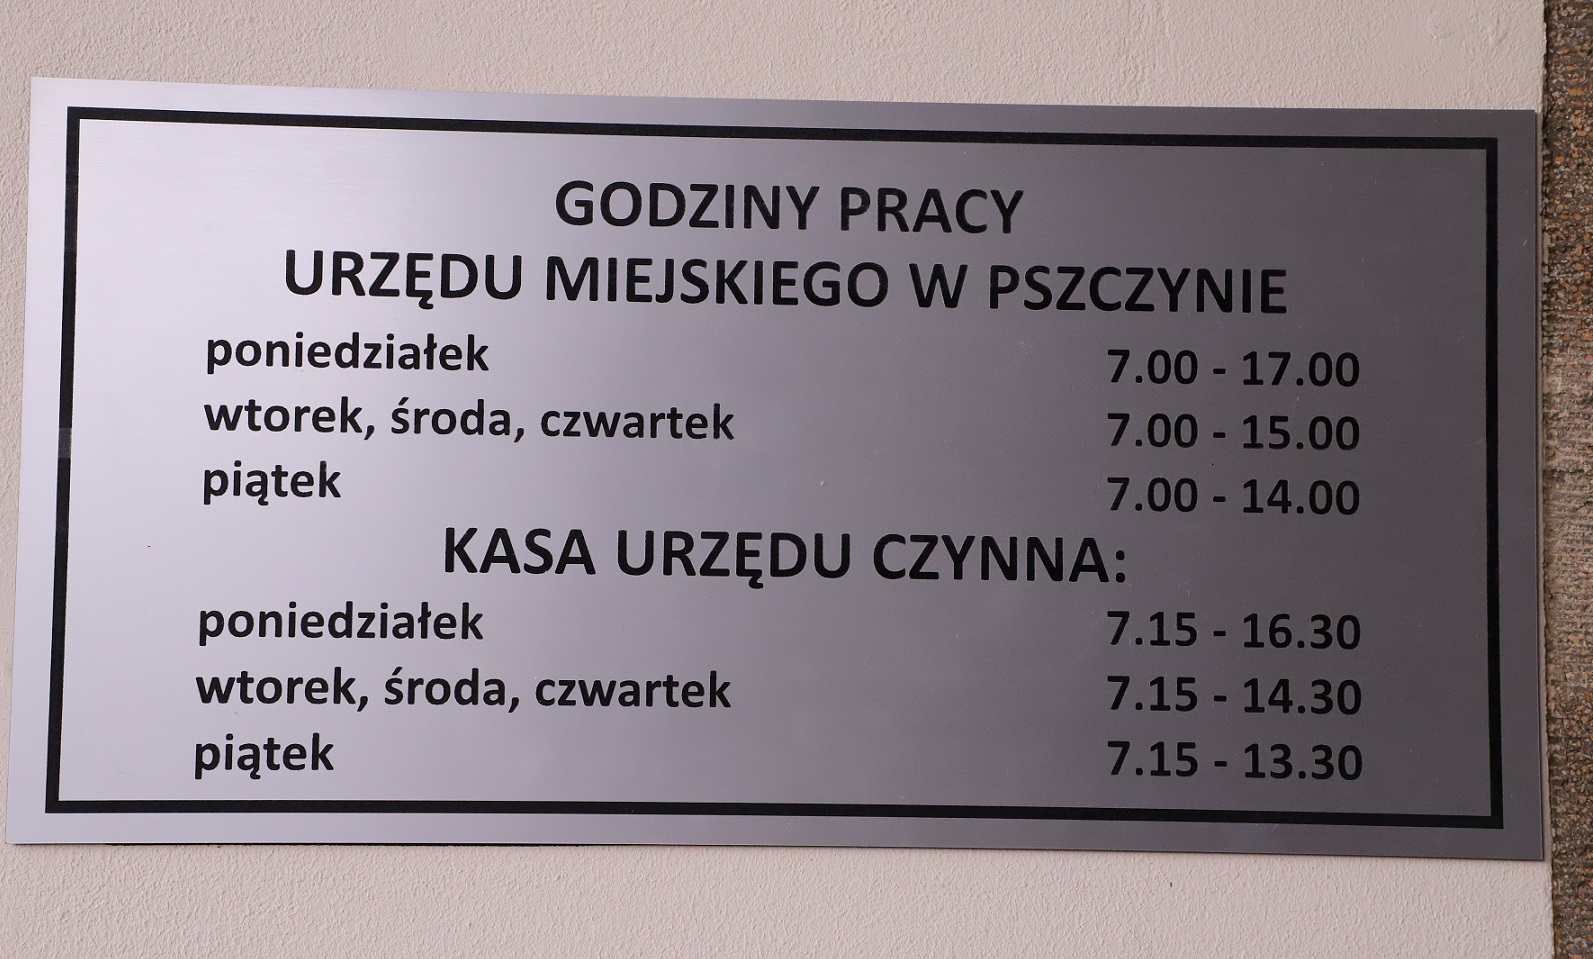 GODZINY PRACY
URZĘDU MIEJSKIEGO W PSZCZYNIE
poniedziałek 7.00 - 17.00
wtorek, środa, czwartek 7.00 - 15.00
piątek 7.00 - 14.00
KASA URZĘDU CZYNNA:
poniedziałek 7.15 - 16.30
wtorek, środa, czwartek 7.15 - 14.30
piątek 7.15 - 13.30